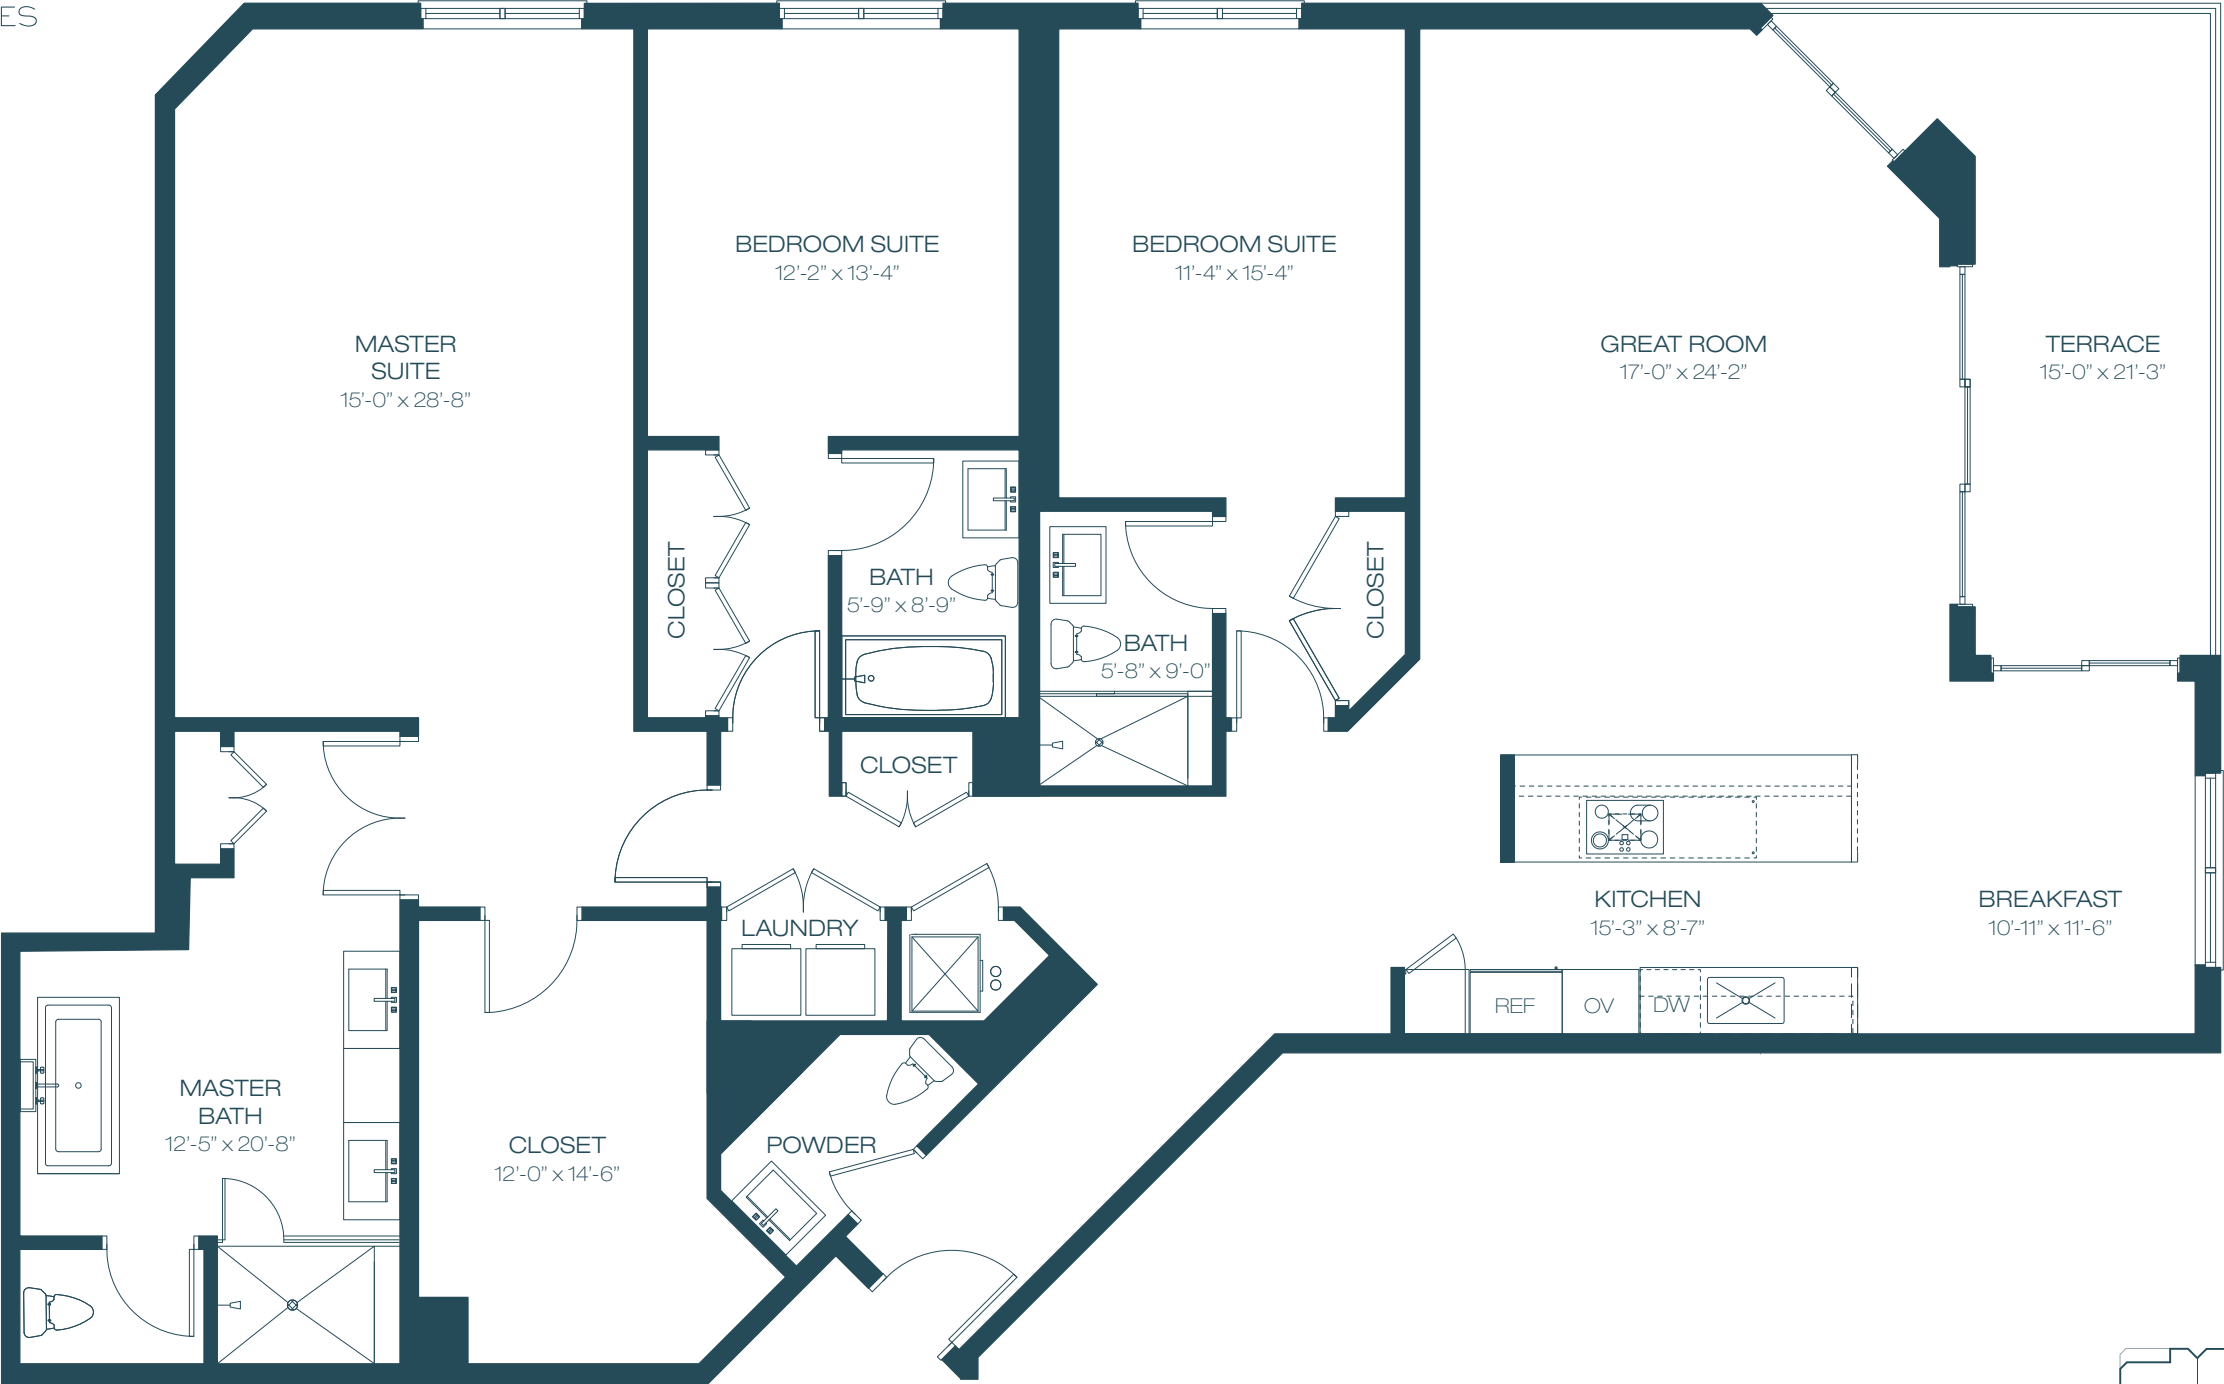 ES
BEDROOM SUITE
12'-2" x 13'-4"
BEDROOM SUITE
11'-4" x 15'-4"
MASTER
SUITE
15'-0" x 28'-8"
GREAT ROOM
17'-0" x 24'-2"
TERRACE
15'-0" x 21'-3"
CLOSET
BATH
5'-9" x 8'-9"
BATH
5'-8" x 9'-0"
CLOSET
CLOSET
LAUNDRY
KITCHEN
15'-3" x 8'-7"
BREAKFAST
10'-11" x 11'-6"
REF
OV
DW
MASTER
BATH
12'-5" x 20'-8"
CLOSET
12'-0" x 14'-6"
POWDER